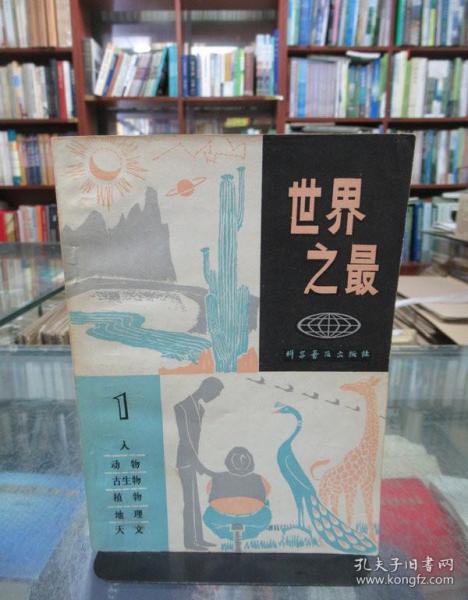 世界
之最
科学普及出版社
1
人
动物
古生物
植物
地理
天文
孔夫子旧书网
www.kongfz.com